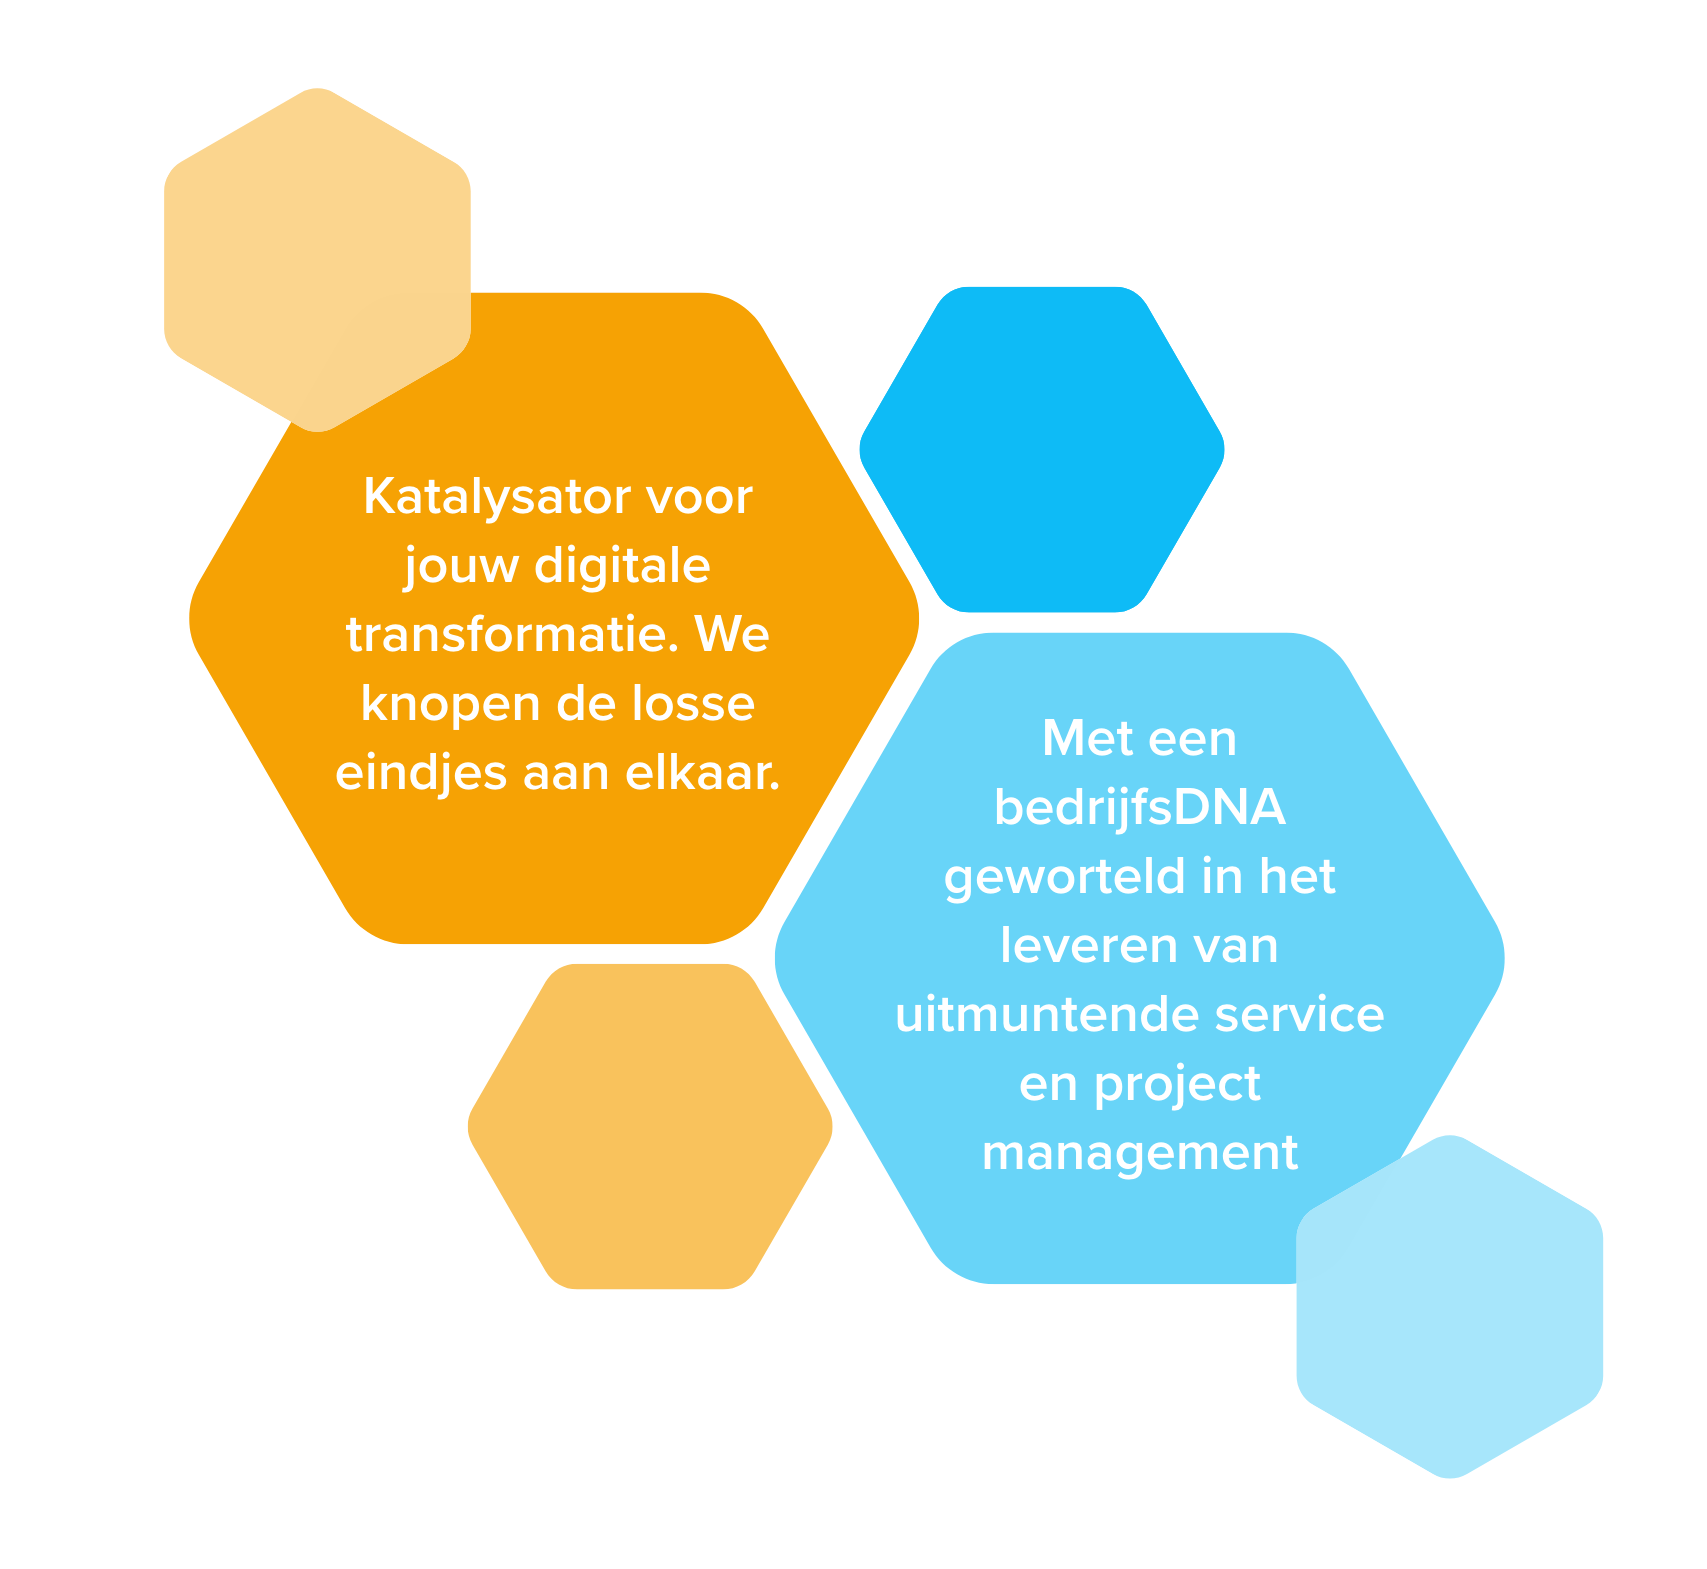 Katalysator voor
jouw digitale
transformatie. We
knopen de losse
eindjes aan elkaar.
Met een
bedrijfsDNA
geworteld in het
leveren van
uitmuntende service
en project
management